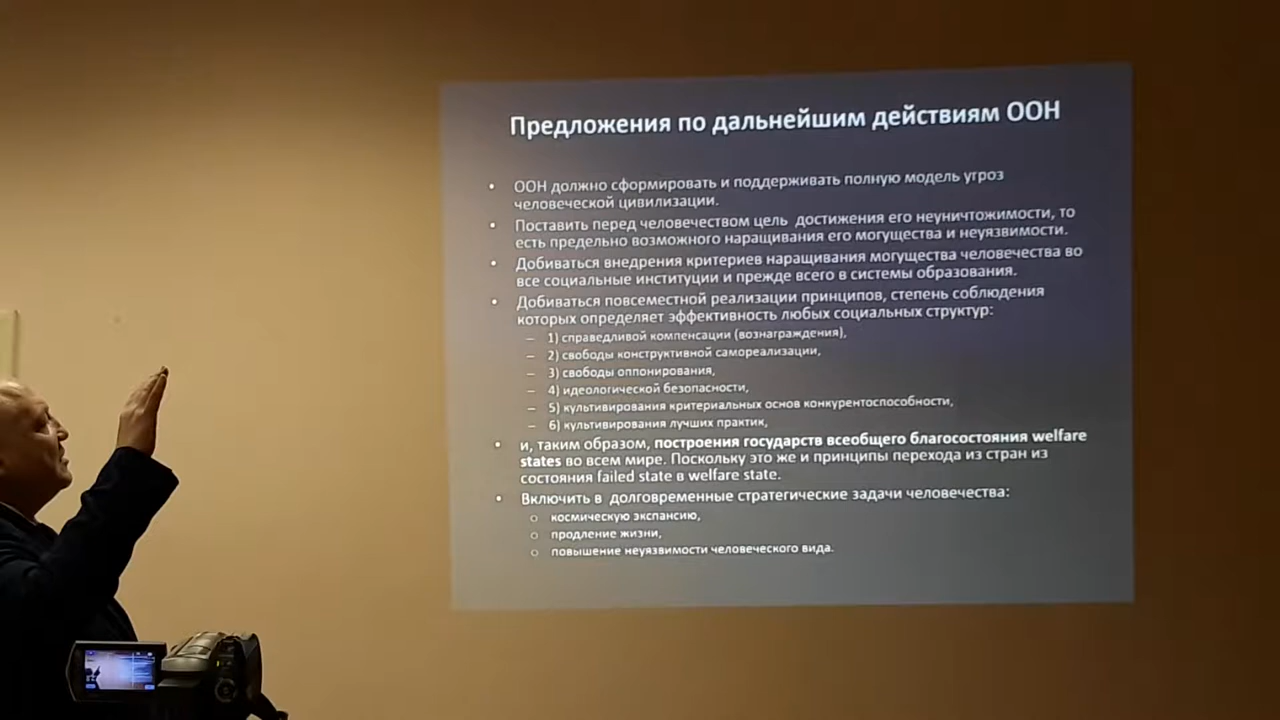 Предложения по дальнейшим действиям ООН
• ООН должно сформировать и поддерживать полную модель угроз
человеческой цивилизации.
• Поставить перед человечеством цель достижения его неуничтожимости, то
есть предельно возможного наращивания его могущества и неуязвимости.
• Добиваться внедрения критериев наращивания могущества человечества во
все социальные институции и прежде всего в системы образования.
• Добиваться повсеместной реализации принципов, степень соблюдения
которых определяет эффективность любых социальных структур:
– 1) справедливой компенсации (вознаграждения),
– 2) свободы конструктивной самореализации,
– 3) свободы оппонирования,
– 4) идеологической безопасности,
– 5) культивирования критериальных основ конкурентоспособности,
– 6) культивирования лучших практик,
• и, таким образом, построения государств всеобщего благосостояния welfare
states во всем мире. Поскольку это же и принципы перехода из стран из
состояния failed state в welfare state.
• Включить в долговременные стратегические задачи человечества:
○ космическую экспансию,
○ продление жизни,
○ повышение неуязвимости человеческого вида.